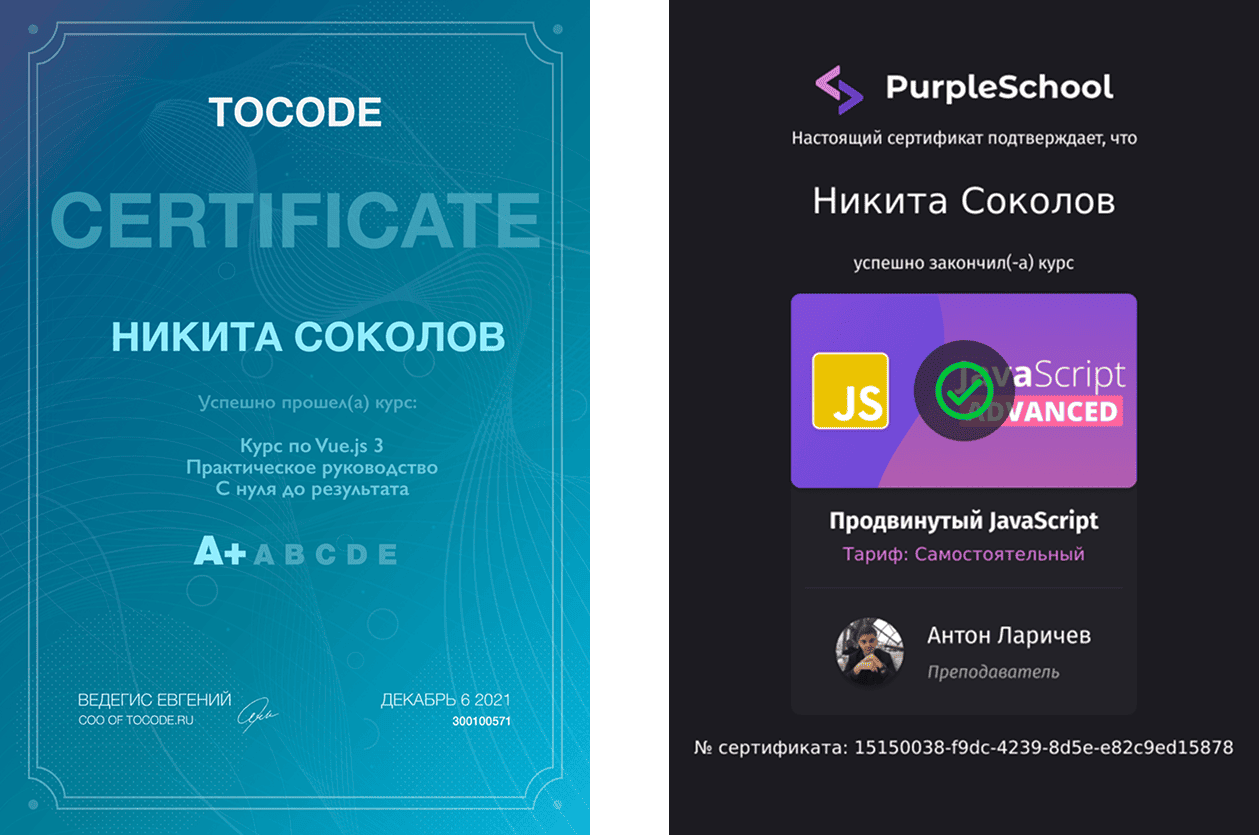 TOCODE
CERTIFICATE
НИКИТА СОКОЛОВ
Успешно прошел(а) курс:
Курс по Vue.js 3
Практическое руководство
С нуля до результата
A+ A B C D E
ВЕДЕГИС ЕВГЕНИЙ
COO OF TOCODE.RU
ДЕКАБРЬ 6 2021
300100571
PurpleSchool
Настоящий сертификат подтверждает, что
Никита Соколов
успешно закончил(-а) курс
JS
JavaScript
ADVANCED
Продвинутый JavaScript
Тариф: Самостоятельный
Антон Ларичев
Преподаватель
№ сертификата: 15150038-f9dc-4239-8d5e-e82c9ed15878